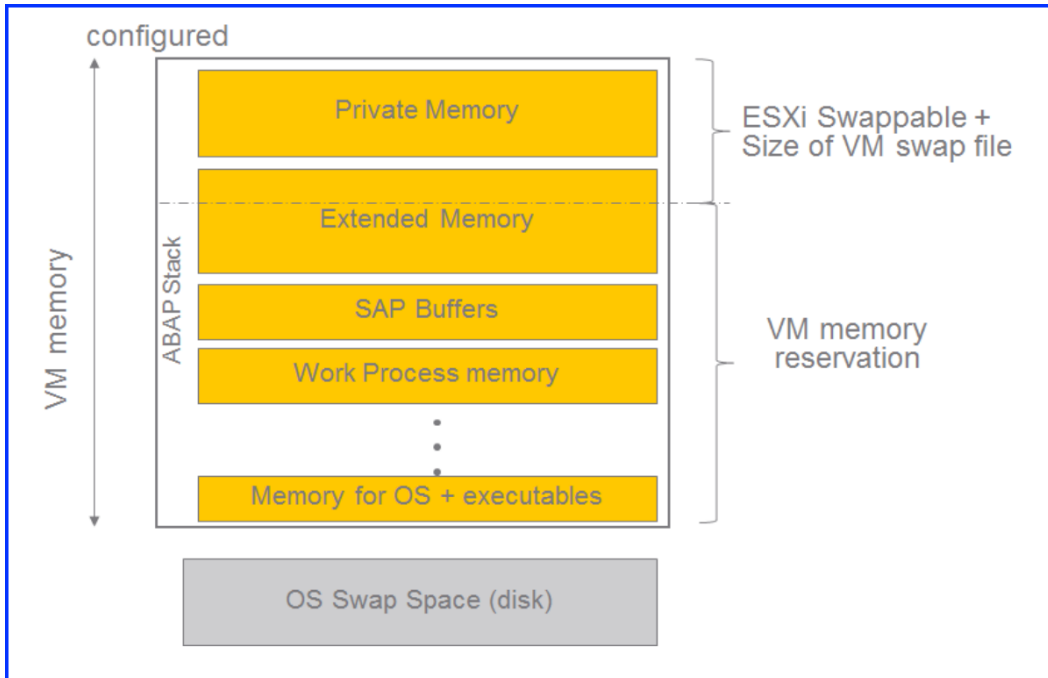 configured
Private Memory
ESXi Swappable +
Size of VM swap file
Extended Memory
ABAP Stack
VM memory
SAP Buffers
VM memory
reservation
Work Process memory
Memory for OS + executables
OS Swap Space (disk)